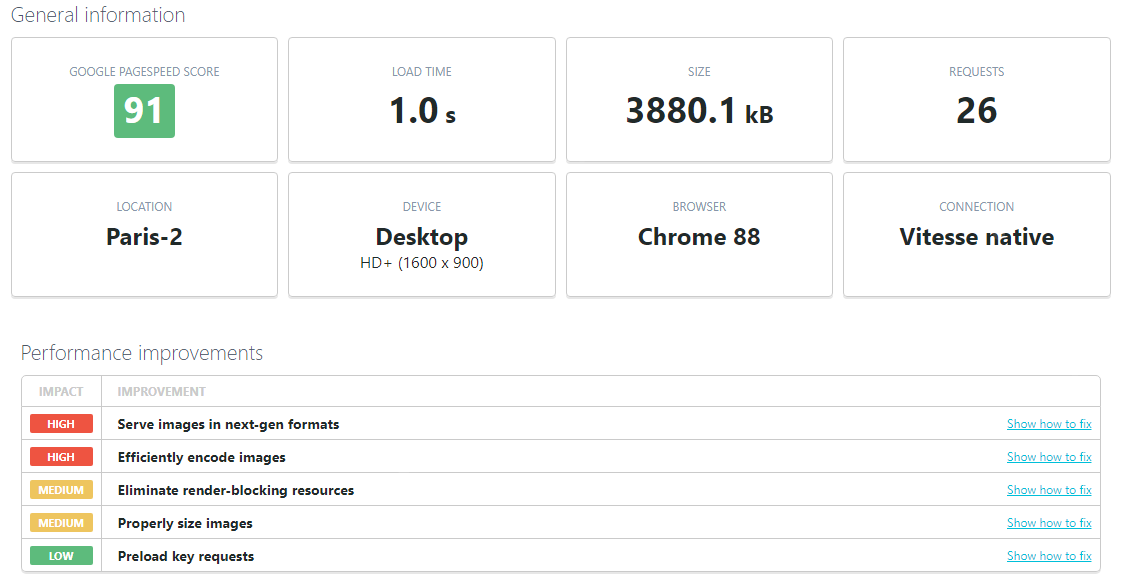 General information
GOOGLE PAGESPEED SCORE
91
LOAD TIME
1.0 s
SIZE
3880.1 kB
REQUESTS
26
LOCATION
Paris-2
DEVICE
Desktop
HD+ (1600 x 900)
BROWSER
Chrome 88
CONNECTION
Vitesse native
Performance improvements
IMPACT IMPROVEMENT
HIGH Serve images in next-gen formats Show how to fix
HIGH Efficiently encode images Show how to fix
MEDIUM Eliminate render-blocking resources Show how to fix
MEDIUM Properly size images Show how to fix
LOW Preload key requests Show how to fix